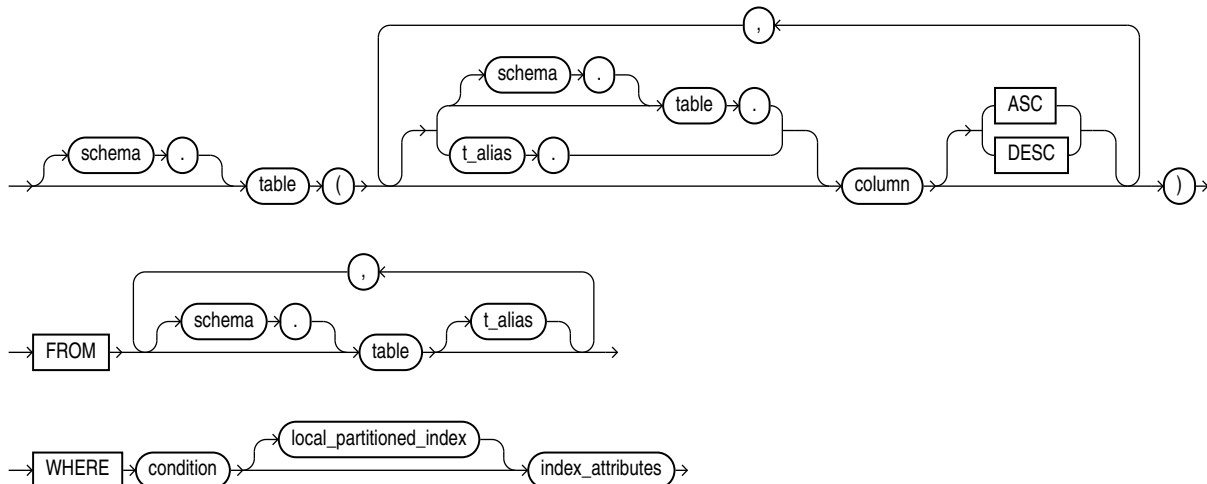 ,
schema . table . ASC
schema . t_alias . DESC
table ( column )
,
schema . t_alias
FROM table
local_partitioned_index
WHERE condition index_attributes